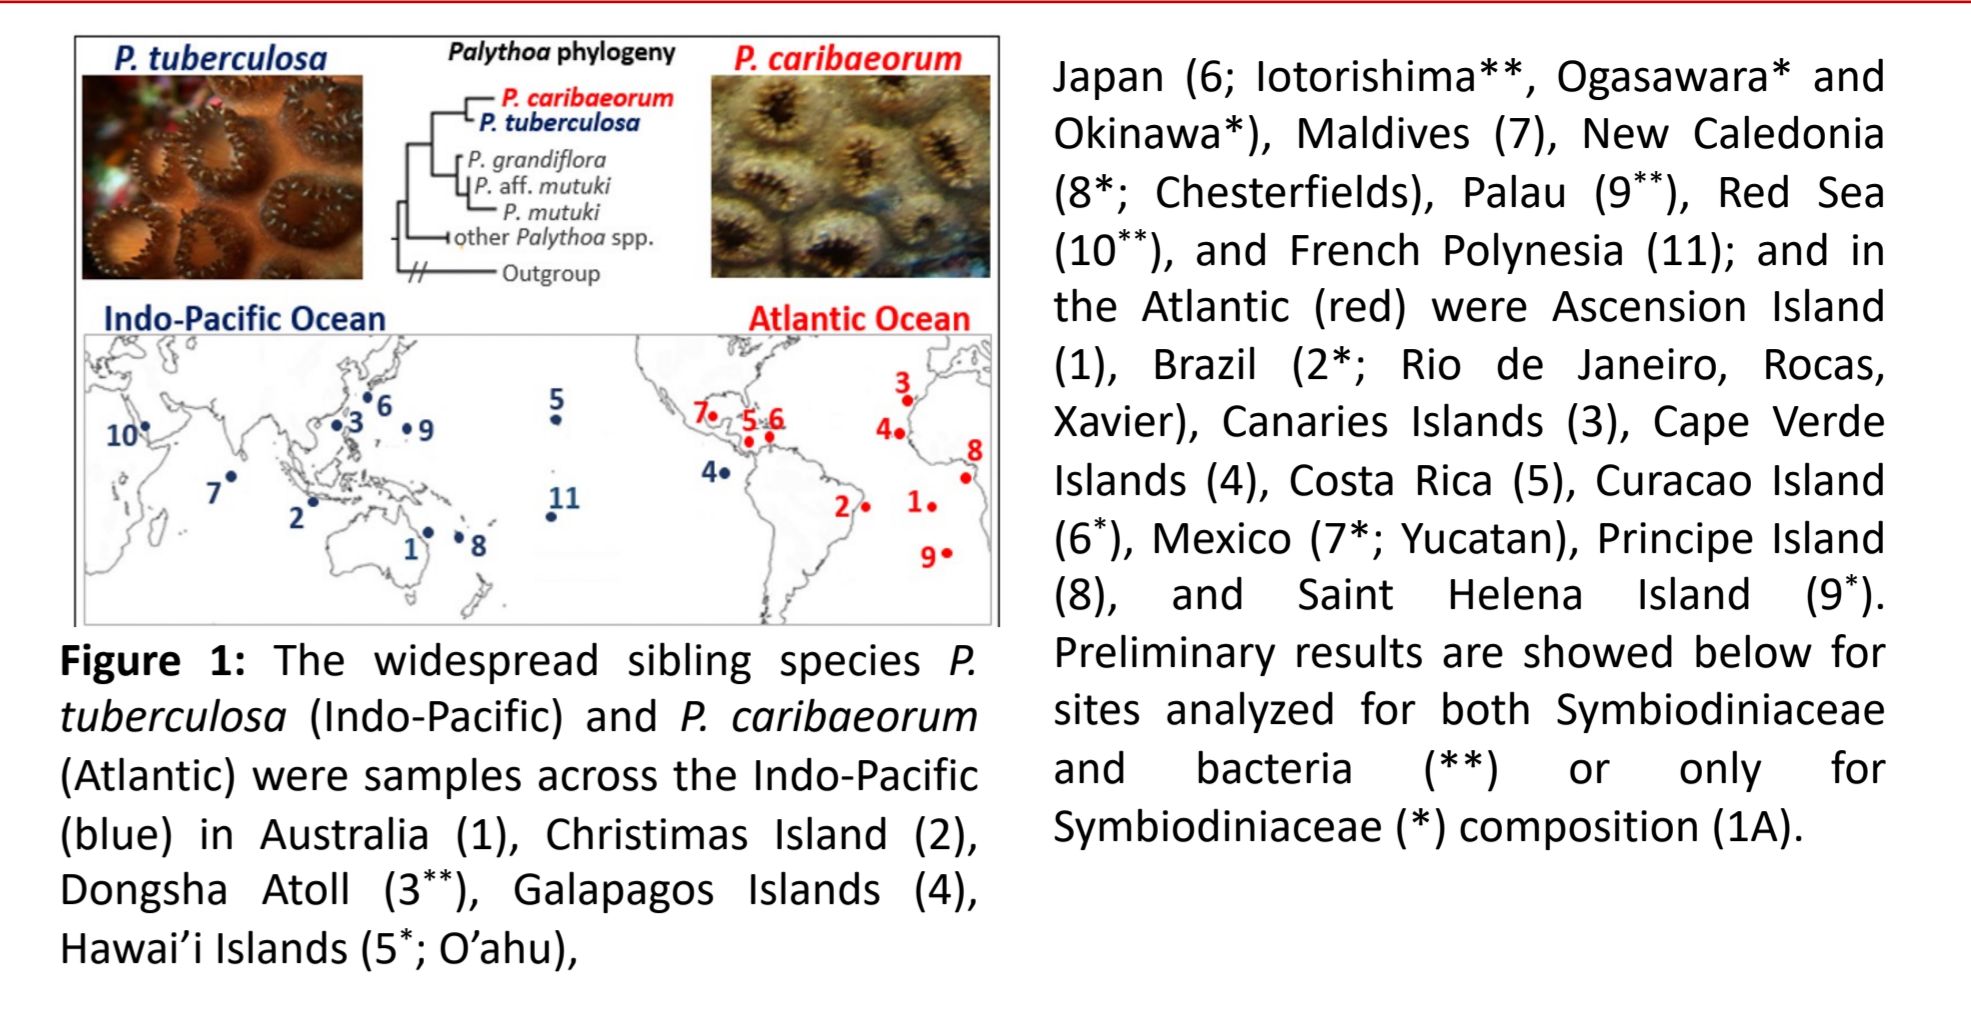 P. tuberculosa
Palythoa phylogeny
P. caribaeorum
P. caribaeorum
P. tuberculosa
P. grandiflora
P. aff. mutuki
P. mutuki
other Palythoa spp.
Outgroup
Indo-Pacific Ocean
Atlantic Ocean
10
7
2
3
6
9
1
8
5
11
4
7
5
6
3
4
8
2
1
9
Figure 1: The widespread sibling species P.
tuberculosa (Indo-Pacific) and P. caribaeorum
(Atlantic) were samples across the Indo-Pacific
(blue) in Australia (1), Christimas Island (2),
Dongsha Atoll (3**), Galapagos Islands (4),
Hawai’i Islands (5*; O’ahu),
Japan (6; Iotorishima**, Ogasawara* and
Okinawa*), Maldives (7), New Caledonia
(8*; Chesterfields), Palau (9**), Red Sea
(10**), and French Polynesia (11); and in
the Atlantic (red) were Ascension Island
(1), Brazil (2*; Rio de Janeiro, Rocas,
Xavier), Canaries Islands (3), Cape Verde
Islands (4), Costa Rica (5), Curacao Island
(6*), Mexico (7*; Yucatan), Principe Island
(8), and Saint Helena Island (9*).
Preliminary results are showed below for
sites analyzed for both Symbiodiniaceae
and bacteria (**) or only for
Symbiodiniaceae (*) composition (1A).